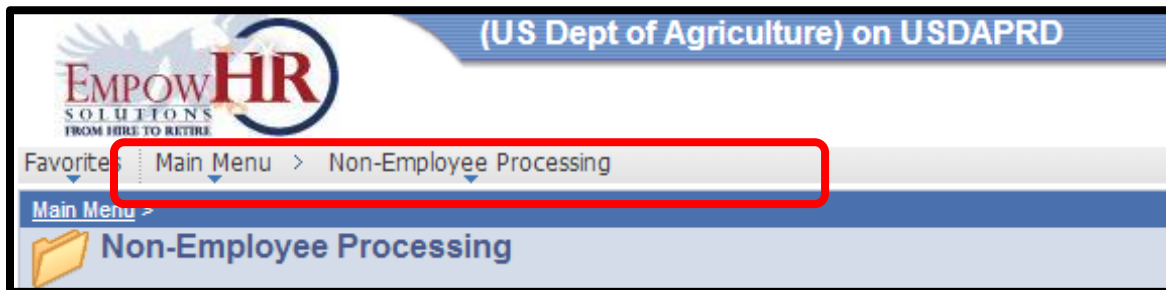 (US Dept of Agriculture) on USDAPRD
EMPOWHR
SOLUTIONS
FROM HIRE TO RETIRE
Favorites Main Menu > Non-Employee Processing
Main Menu >
Non-Employee Processing